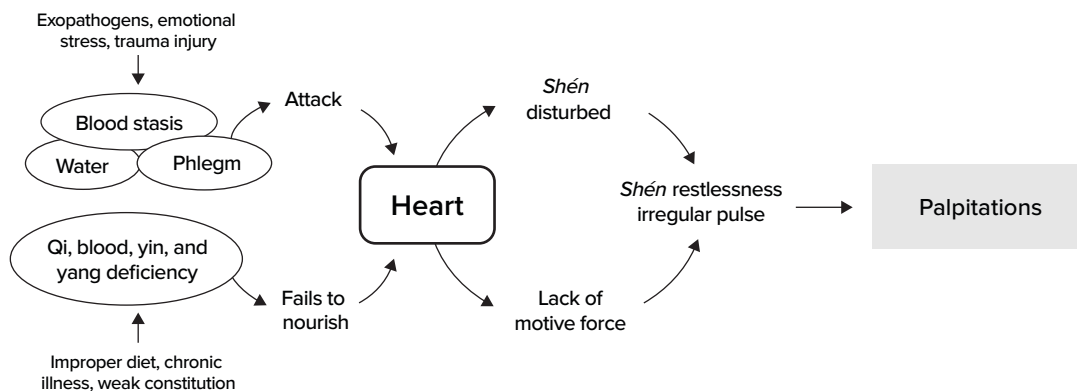 Exopathogens, emotional
stress, trauma injury
Blood stasis
Water
Phlegm
Attack
Qi, blood, yin, and
yang deficiency
Fails to
nourish
Improper diet, chronic
illness, weak constitution
Heart
Shén
disturbed
Lack of
motive force
Shén restlessness
irregular pulse
Palpitations